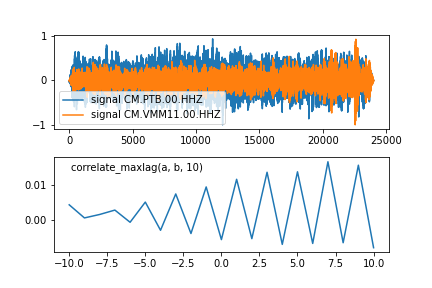 1
0
−1
signal CM.PTB.00.HHZ
signal CM.VMM11.00.HHZ
0 5000 10000 15000 20000 25000
correlate_maxlag(a, b, 10)
0.01
0.00
−10.0 −7.5 −5.0 −2.5 0.0 2.5 5.0 7.5 10.0